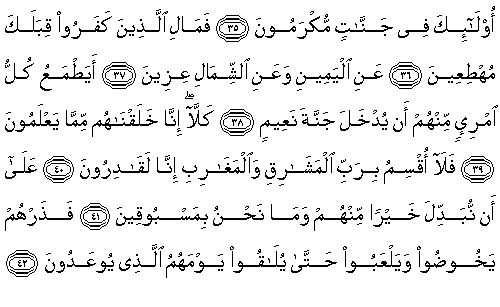 أُوْلَـٰٓئِكَ فِى جَنَّـٰتٍ مُّكْرَمُونَ ٣٥ فَمَالِ ٱلَّذِينَ كَفَرُوا۟ قِبَلَكَ
مُهْطِعِينَ ٣٦ عَنِ ٱلْيَمِينِ وَعَنِ ٱلشِّمَالِ عِزِينَ ٣٧ أَيَطْمَعُ كُلُّ
ٱمْرِىٍٕ مِّنْهُمْ أَن يُدْخَلَ جَنَّةَ نَعِيمٍ ٣٨ كَلَّآ ۖ إِنَّا خَلَقْنَـٰهُم مِّمَّا يَعْلَمُونَ
٣٩ فَلَآ أُقْسِمُ بِرَبِّ ٱلْمَشَـٰرِقِ وَٱلْمَغَـٰرِبِ إِنَّا لَقَـٰدِرُونَ ٤٠ عَلَىٰٓ
أَن نُّبَدِّلَ خَيْرًا مِّنْهُمْ وَمَا نَحْنُ بِمَسْبُوقِينَ ٤١ فَذَرْهُمْ
يَخُوضُوا۟ وَيَلْعَبُوا۟ حَتَّىٰ يُلَـٰقُوا۟ يَوْمَهُمُ ٱلَّذِى يُوعَدُونَ ٤٢